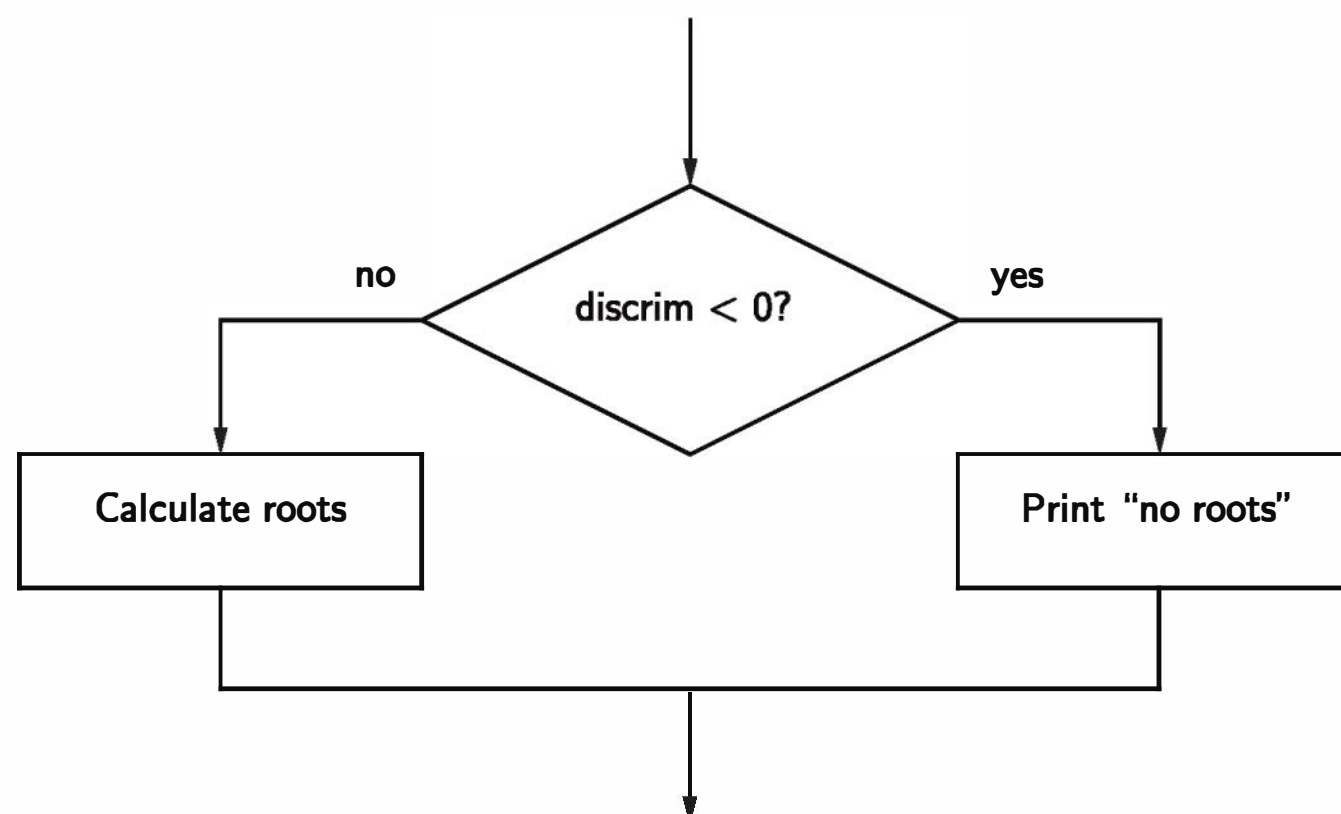 no
yes
discrim < 0?
Calculate roots
Print “no roots”